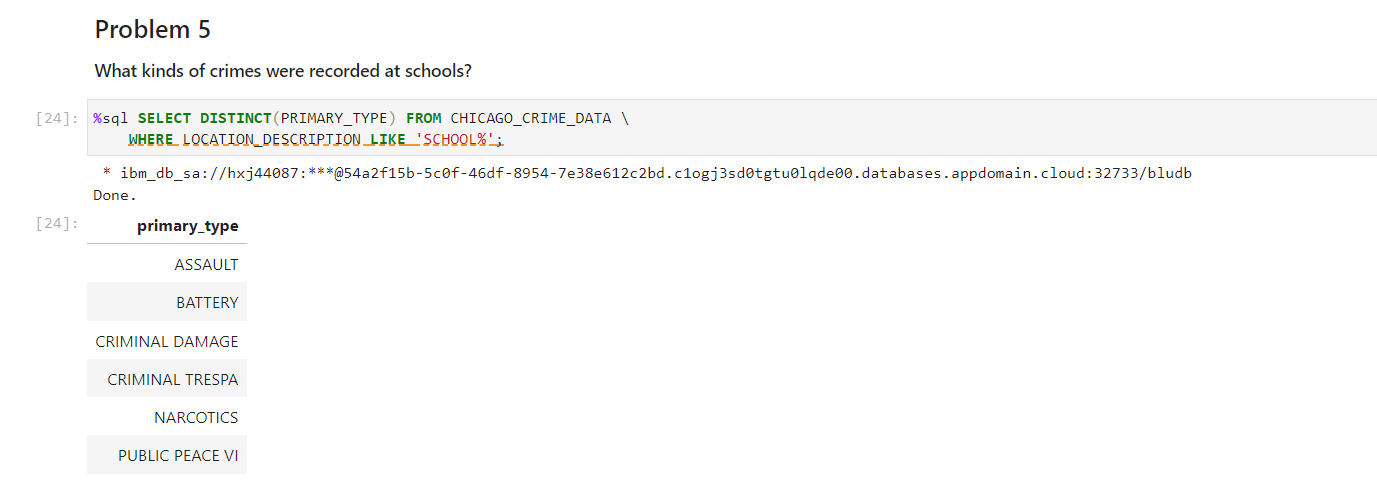 Problem 5
What kinds of crimes were recorded at schools?
[24]: %sql SELECT DISTINCT(PRIMARY_TYPE) FROM CHICAGO_CRIME_DATA \
WHERE LOCATION_DESCRIPTION LIKE 'SCHOOL%';
* ibm_db_sa://hxj44087:***@54a2f15b-5c0f-46df-8954-7e38e612c2bd.c1ogj3sd0tgtu0lqde00.databases.appdomain.cloud:32733/bludb
Done.
[24]: primary_type
ASSAULT
BATTERY
CRIMINAL DAMAGE
CRIMINAL TRESPA
NARCOTICS
PUBLIC PEACE VI